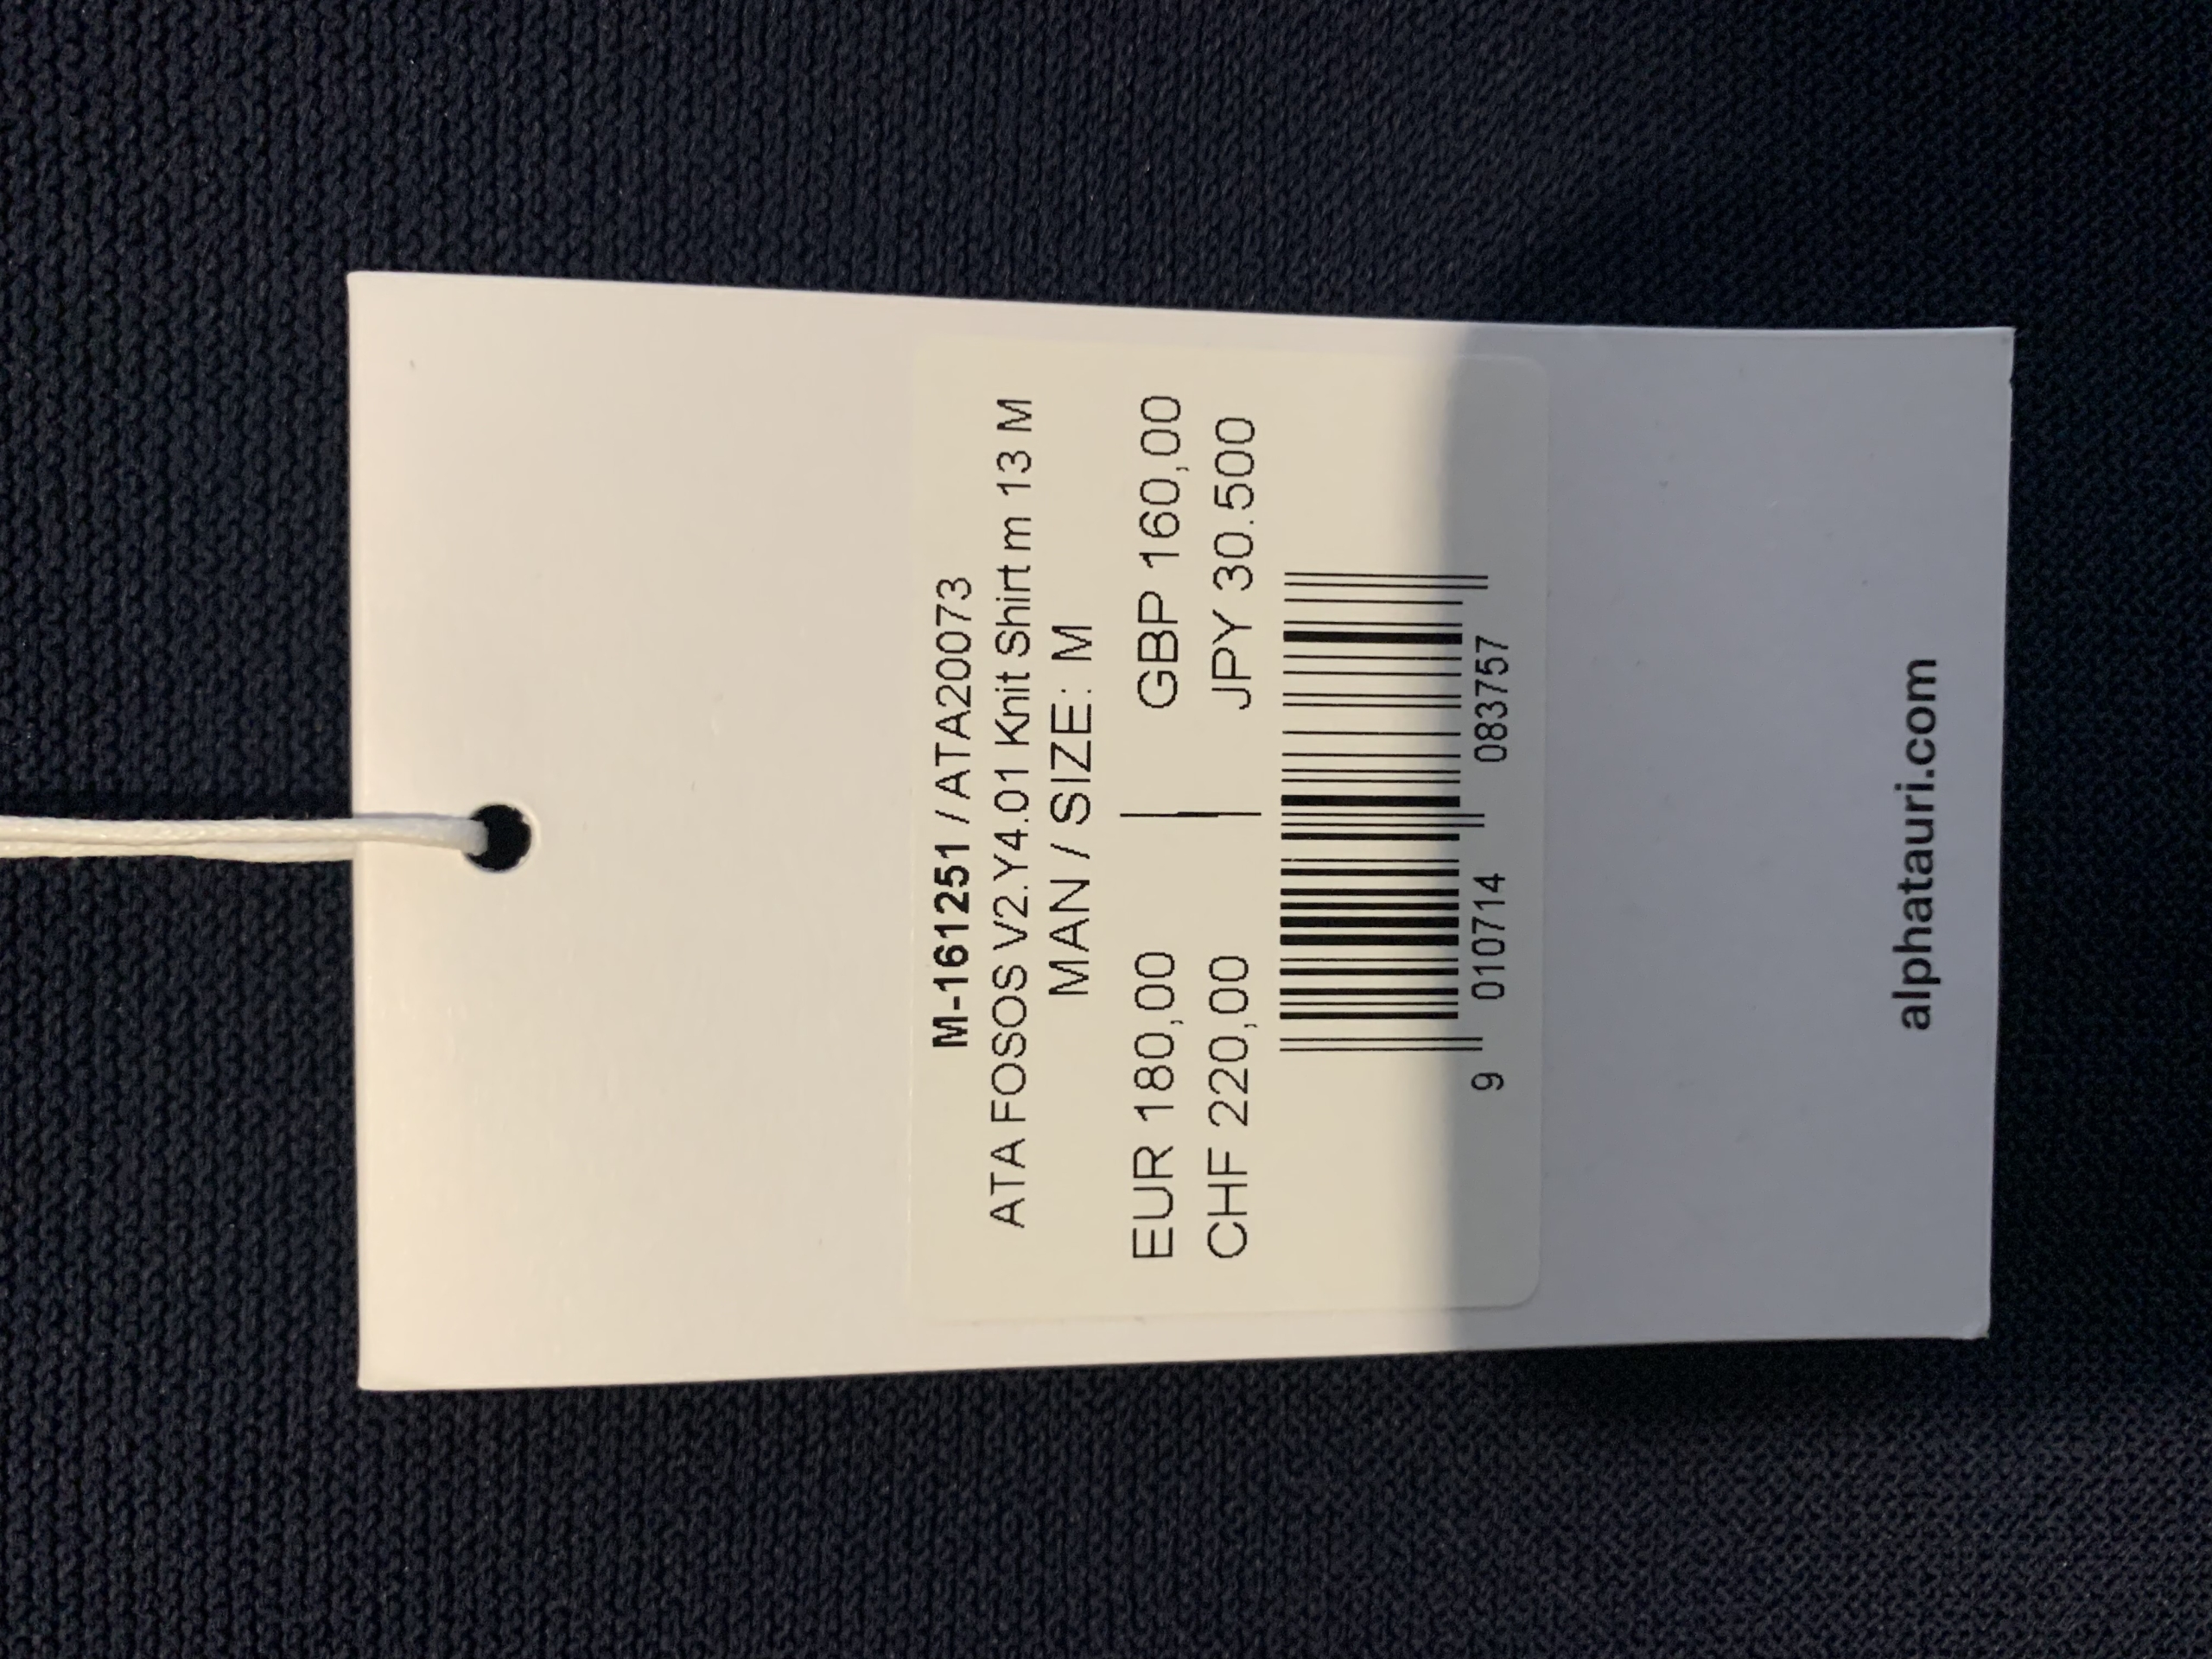 M-161251 / ATA20073
ATA FOSOS V2.Y4.01 Knit Shirt m 13 M
MAN / SIZE: M
EUR 180,00 | GBP 160,00
CHF 220,00 | JPY 30.500
9 010714 083757
alphatauri.com